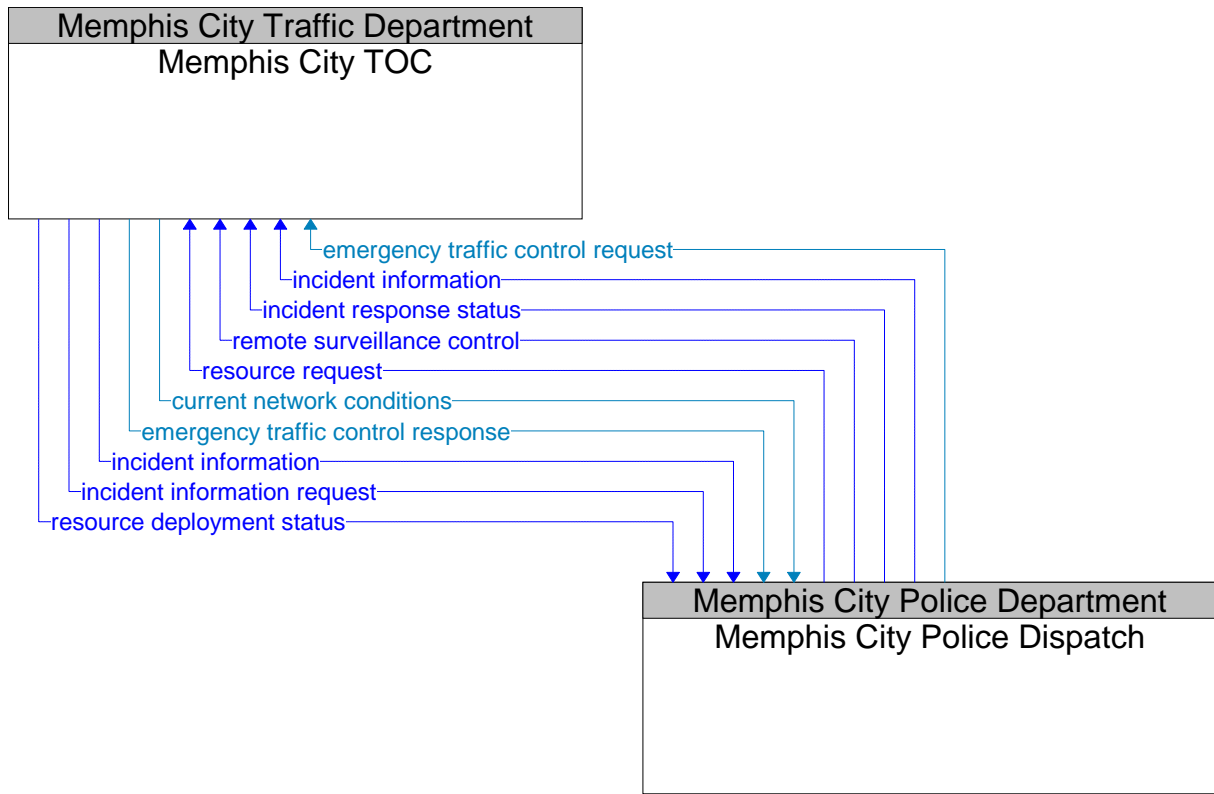 Memphis City Traffic Department
Memphis City TOC
emergency traffic control request
incident information
incident response status
remote surveillance control
resource request
current network conditions
emergency traffic control response
incident information
incident information request
resource deployment status
Memphis City Police Department
Memphis City Police Dispatch